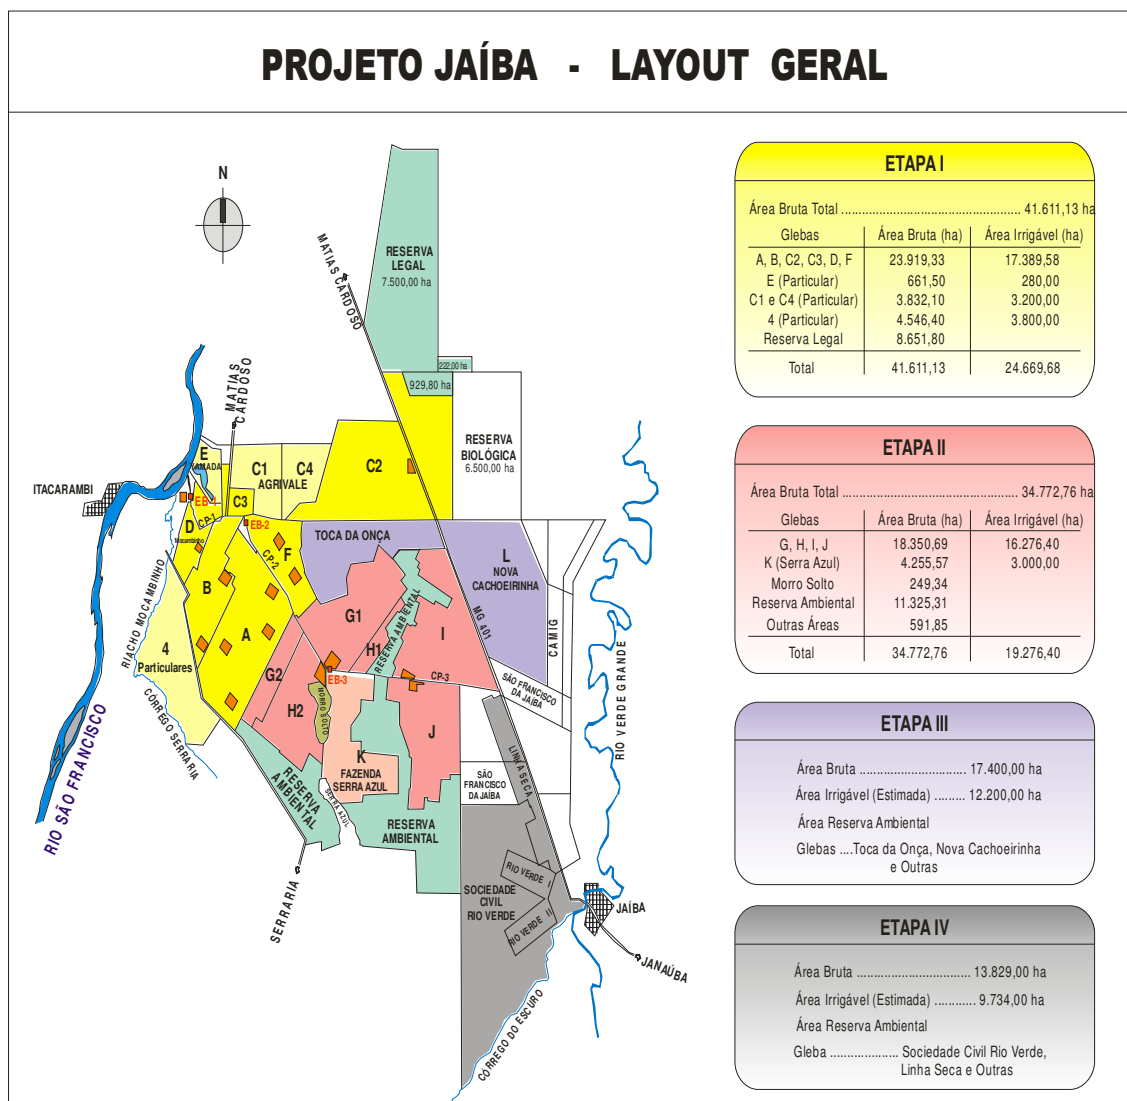 PROJETO JAÍBA - LAYOUT GERAL
N
MATIAS CARDOSO
RESERVA
LEGAL
7.500,00 ha
222,00 ha
929,80 ha
MATIAS
CARDOSO
RESERVA
BIOLÓGICA
6.500,00 ha
E
YAMADA
C1
C4
AGRIVALE
C2
C3
ITACARAMBI
EB-1
CP-1
D
Mocambinho
EB-2
CP-2
F
TOCA DA ONÇA
L
NOVA
CACHOEIRINHA
B
A
G1
G2
H1
H2
I
J
RESERVA AMBIENTAL
MG 401
CAMIG
RIACHO MOCAMBINHO
4
Particulares
CÓRREGO SERRARIA
RIO SÃO FRANCISCO
EB-3
CP-3
MORRO SOLTO
K
FAZENDA
SERRA AZUL
SERRA AZUL
SÃO FRANCISCO
DA JAÍBA
RIO VERDE GRANDE
LINHA SECA
SÃO
FRANCISCO
DA JAÍBA
RESERVA
AMBIENTAL
RESERVA
AMBIENTAL
SERRARIA
SOCIEDADE
CIVIL
RIO VERDE
RIO VERDE I
RIO VERDE II
JAÍBA
JANAÚBA
CÓRREGO DO ESCURO
ETAPA I
Área Bruta Total .................................................... 41.611,13 ha
Glebas Área Bruta (ha) Área Irrigável (ha)
A, B, C2, C3, D, F 23.919,33 17.389,58
E (Particular) 661,50 280,00
C1 e C4 (Particular) 3.832,10 3.200,00
4 (Particular) 4.546,40 3.800,00
Reserva Legal 8.651,80
Total 41.611,13 24.669,68
ETAPA II
Área Bruta Total ................................................... 34.772,76 ha
Glebas Área Bruta (ha) Área Irrigável (ha)
G, H, I, J 18.350,69 16.276,40
K (Serra Azul) 4.255,57 3.000,00
Morro Solto 249,34
Reserva Ambiental 11.325,31
Outras Áreas 591,85
Total 34.772,76 19.276,40
ETAPA III
Área Bruta ............................... 17.400,00 ha
Área Irrigável (Estimada) ......... 12.200,00 ha
Área Reserva Ambiental
Glebas ....Toca da Onça, Nova Cachoeirinha
e Outras
ETAPA IV
Área Bruta ................................. 13.829,00 ha
Área Irrigável (Estimada) ............ 9.734,00 ha
Área Reserva Ambiental
Gleba .................... Sociedade Civil Rio Verde,
Linha Seca e Outras